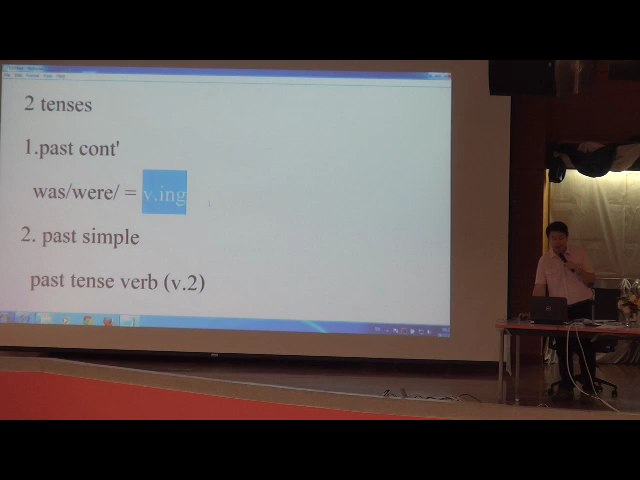 2 tenses
1.past cont'
was/were/ = v.ing
2. past simple
past tense verb (v.2)